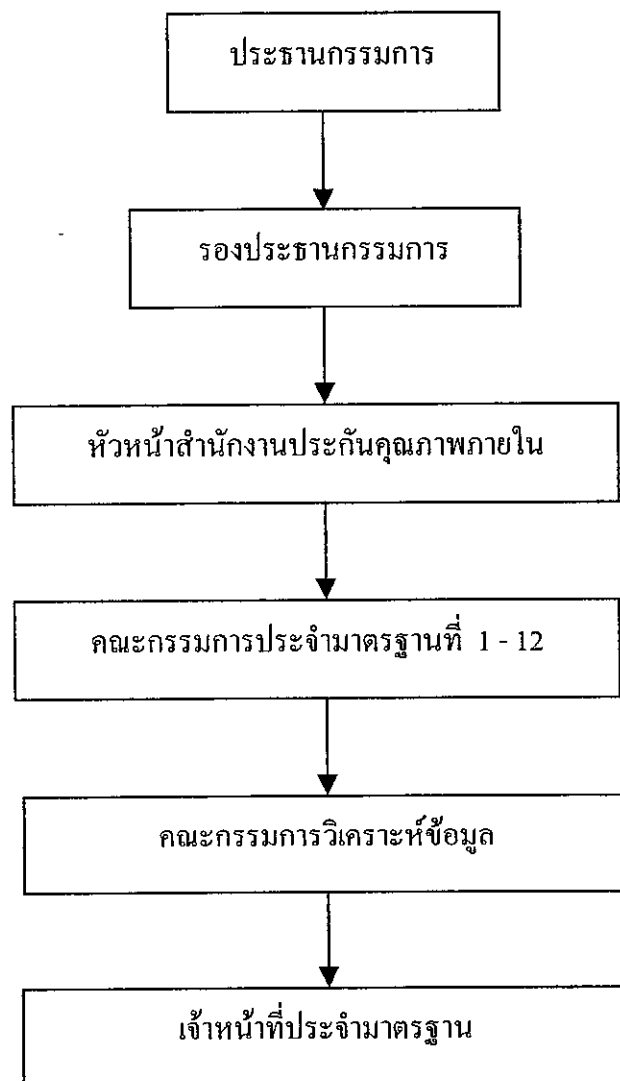 ประธานกรรมการ
รองประธานกรรมการ
หัวหน้าสำนักงานประกันคุณภาพภายใน
คณะกรรมการประจำมาตรฐานที่ 1 - 12
คณะกรรมการวิเคราะห์ข้อมูล
เจ้าหน้าที่ประจำมาตรฐาน